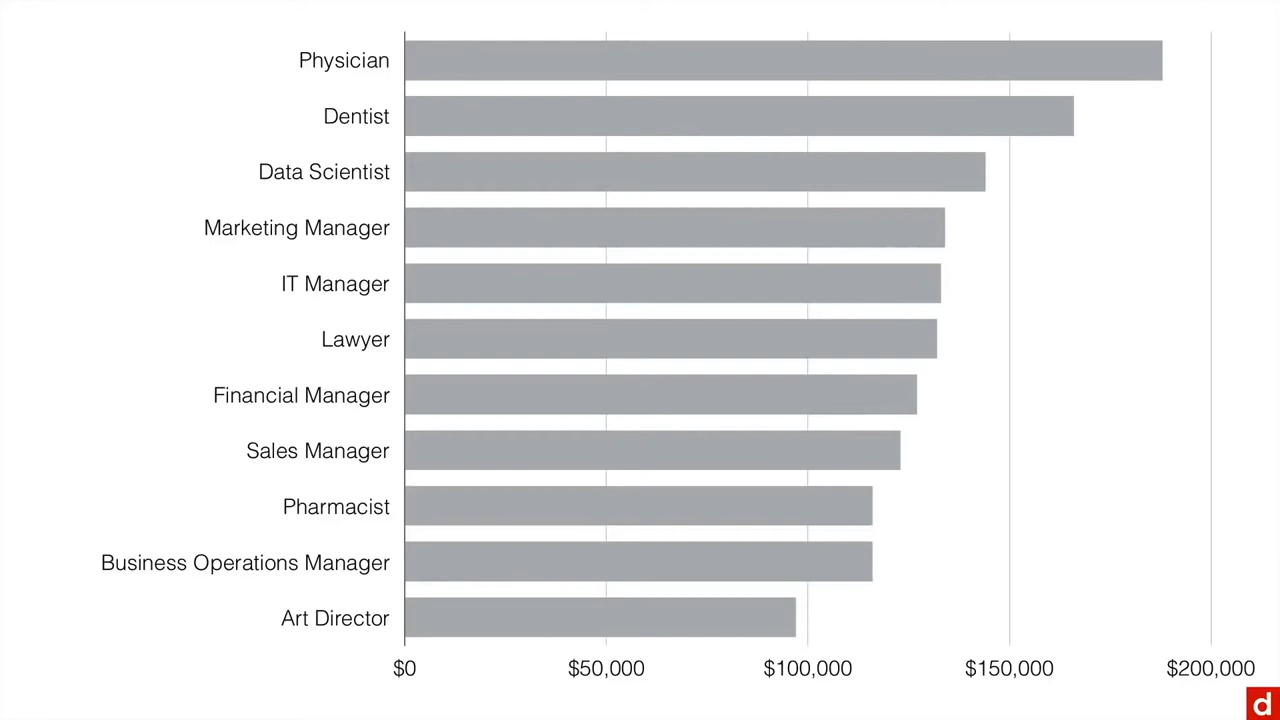 Physician
Dentist
Data Scientist
Marketing Manager
IT Manager
Lawyer
Financial Manager
Sales Manager
Pharmacist
Business Operations Manager
Art Director
$0 $50,000 $100,000 $150,000 $200,000
d